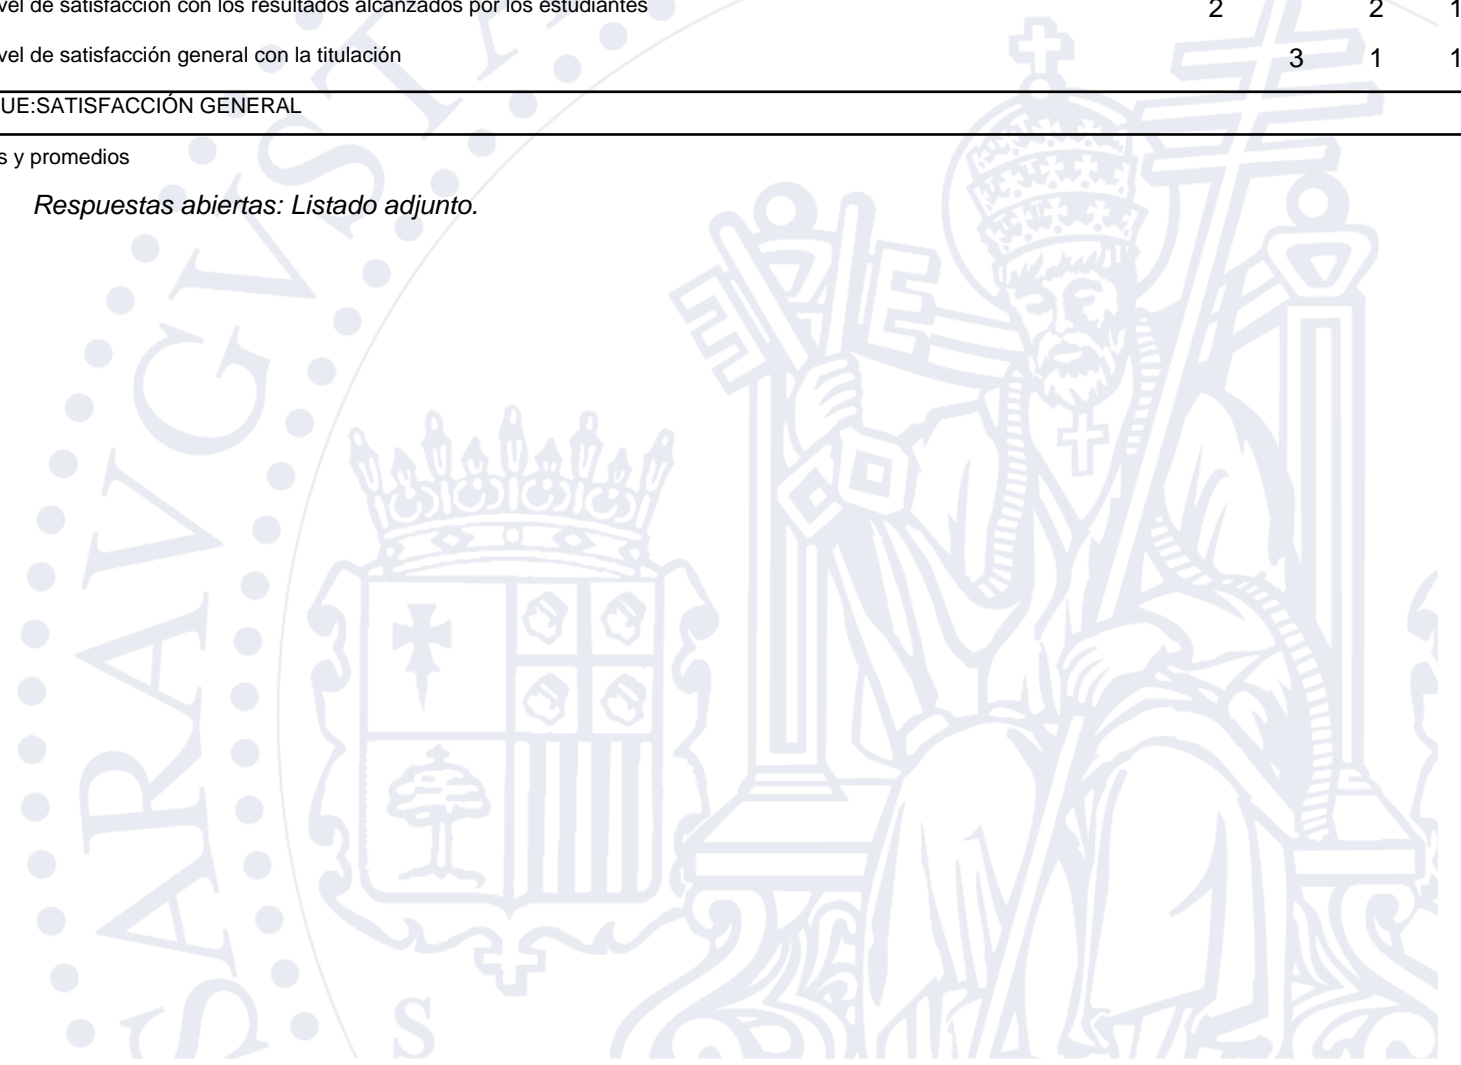 vel de satisfacción con los resultados alcanzados por los estudiantes 2 2 1
vel de satisfacción general con la titulación 3 1 1
UE:SATISFACCIÓN GENERAL
s y promedios
Respuestas abiertas: Listado adjunto.
SARAVGVSTA
S